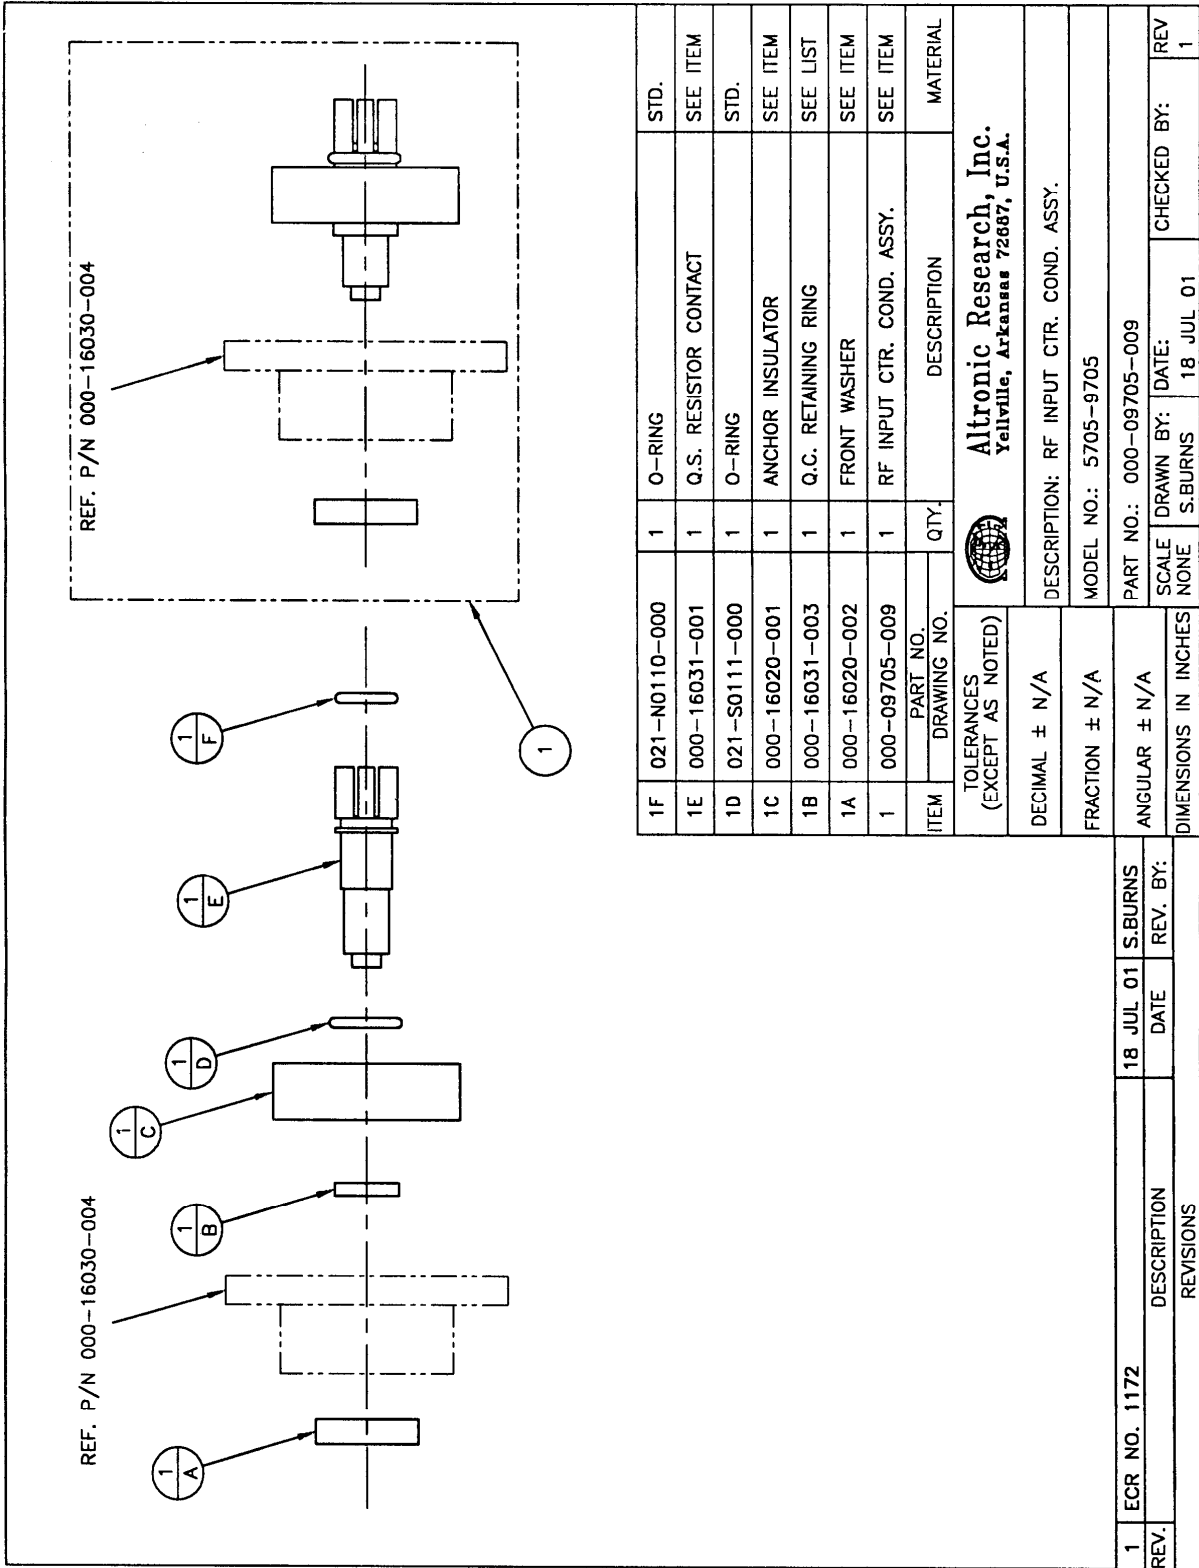 REF. P/N 000-16030-004
REF. P/N 000-16030-004
1
A
1
B
1
C
1
D
1
E
1
F
1
1F 021-N0110-000 1 O-RING STD.
1E 000-16031-001 1 Q.S. RESISTOR CONTACT SEE ITEM
1D 021-S0111-000 1 O-RING STD.
1C 000-16020-001 1 ANCHOR INSULATOR SEE ITEM
1B 000-16031-003 1 Q.C. RETAINING RING SEE LIST
1A 000-16020-002 1 FRONT WASHER SEE ITEM
1 000-09705-009 1 RF INPUT CTR. COND. ASSY. SEE ITEM
ITEM PART NO. DRAWING NO. QTY. DESCRIPTION MATERIAL
TOLERANCES
(EXCEPT AS NOTED)
DECIMAL ± N/A
FRACTION ± N/A
ANGULAR ± N/A
DIMENSIONS IN INCHES
Altronic Research, Inc.
Yellville, Arkansas 72687, U.S.A.
DESCRIPTION: RF INPUT CTR. COND. ASSY.
MODEL NO.: 5705-9705
PART NO.: 000-09705-009
SCALE NONE
DRAWN BY: S.BURNS
DATE: 18 JUL 01
CHECKED BY:
REV 1
1 ECR NO. 1172 18 JUL 01 S.BURNS
REV. DESCRIPTION DATE REV. BY:
REVISIONS